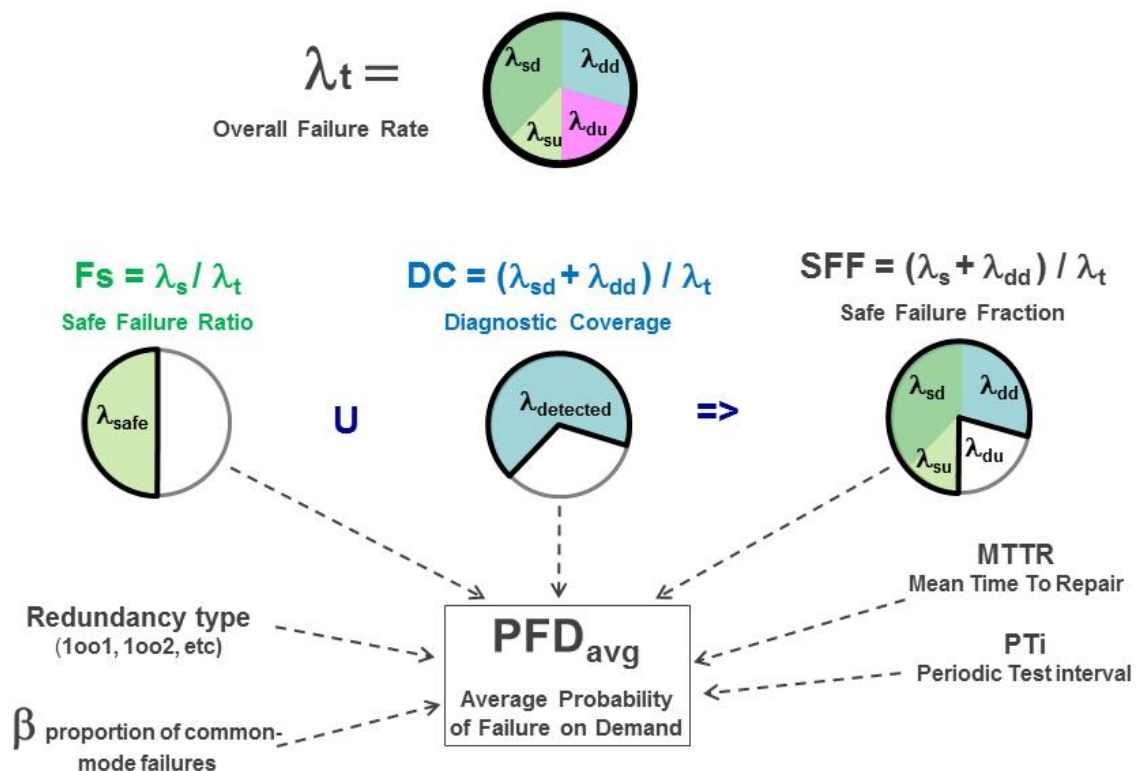 λt =
Overall Failure Rate
λsd
λdd
λsu
λdu
Fs = λs / λt
Safe Failure Ratio
λsafe
U
DC = (λsd + λdd ) / λt
Diagnostic Coverage
λdetected
=>
SFF = (λs + λdd ) / λt
Safe Failure Fraction
λsd
λdd
λsu
λdu
Redundancy type
(1oo1, 1oo2, etc)
β proportion of common-
mode failures
PFDavg
Average Probability
of Failure on Demand
MTTR
Mean Time To Repair
PTi
Periodic Test interval